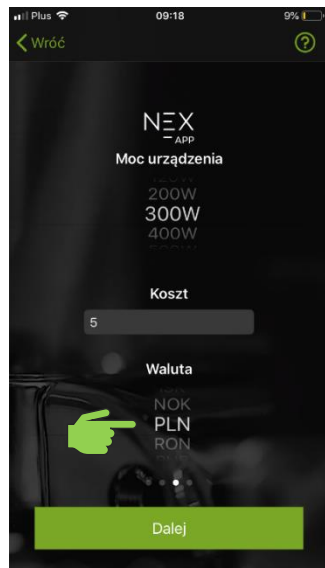 Plus 09:18 9%
Wróć ?
NEX
APP
Moc urządzenia
200W
300W
400W
Koszt
5
Waluta
NOK
PLN
RON
Dalej